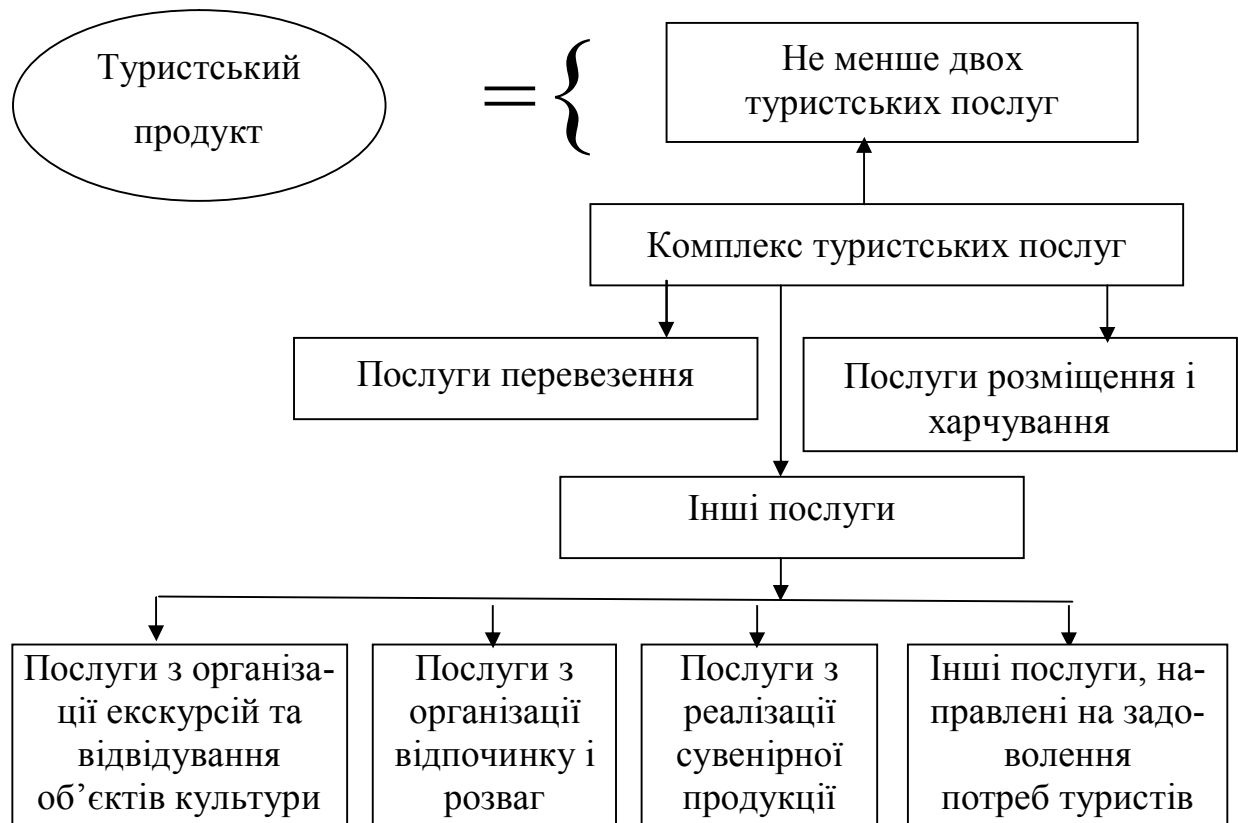 Туристський
продукт
= {
Не менше двох
туристських послуг
Комплекс туристських послуг
Послуги перевезення
Послуги розміщення і
харчування
Інші послуги
Послуги з організа-
ції екскурсій та
відвідування
об’єктів культури
Послуги з
організації
відпочинку і
розваг
Послуги з
реалізації
сувенірної
продукції
Інші послуги, на-
правлені на задо-
волення
потреб туристів